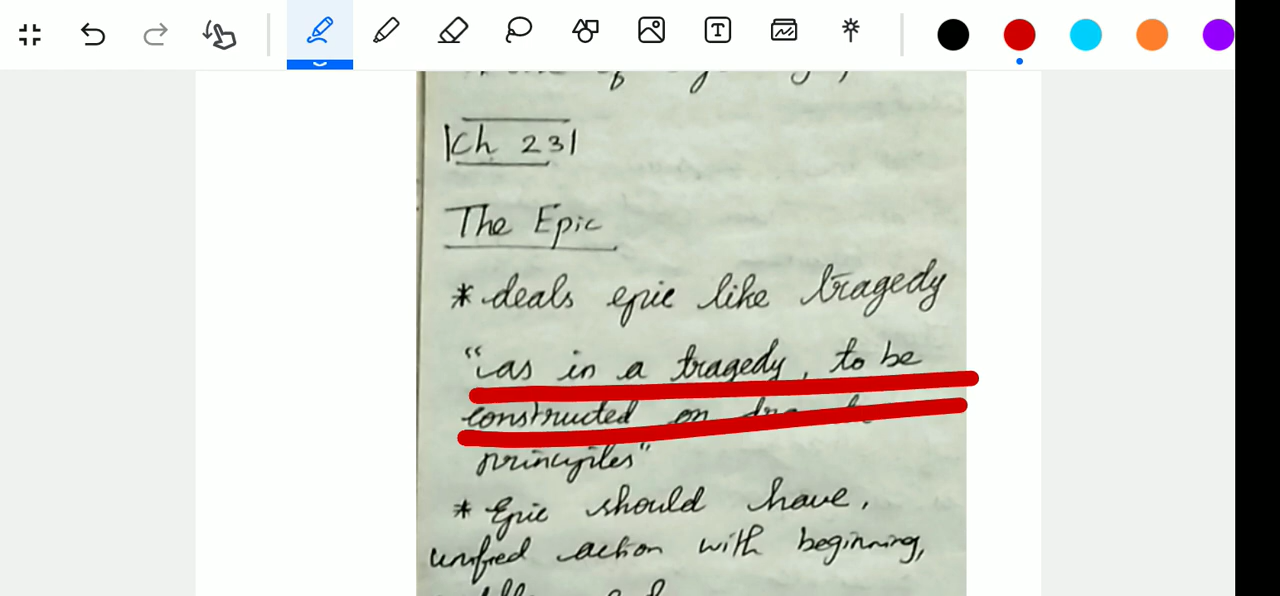 Ch 23
The Epic
* deals epic like tragedy
"as in a tragedy, to be
constructed on
principles"
* Epic should have,
unified action with beginning,